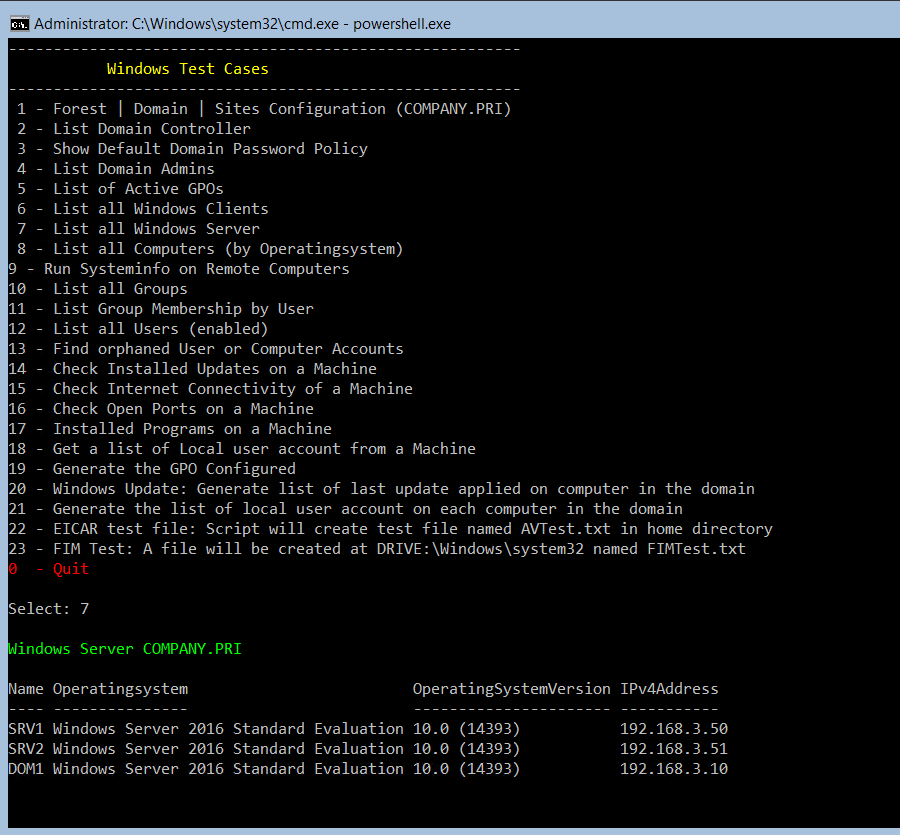 Administrator: C:\Windows\system32\cmd.exe - powershell.exe
---------------------------------------------------------
Windows Test Cases
---------------------------------------------------------
1 - Forest | Domain | Sites Configuration (COMPANY.PRI)
2 - List Domain Controller
3 - Show Default Domain Password Policy
4 - List Domain Admins
5 - List of Active GPOs
6 - List all Windows Clients
7 - List all Windows Server
8 - List all Computers (by Operatingsystem)
9 - Run Systeminfo on Remote Computers
10 - List all Groups
11 - List Group Membership by User
12 - List all Users (enabled)
13 - Find orphaned User or Computer Accounts
14 - Check Installed Updates on a Machine
15 - Check Internet Connectivity of a Machine
16 - Check Open Ports on a Machine
17 - Installed Programs on a Machine
18 - Get a list of Local user account from a Machine
19 - Generate the GPO Configured
20 - Windows Update: Generate list of last update applied on computer in the domain
21 - Generate the list of local user account on each computer in the domain
22 - EICAR test file: Script will create test file named AVTest.txt in home directory
23 - FIM Test: A file will be created at DRIVE:\Windows\system32 named FIMTest.txt
0  - Quit
Select: 7
Windows Server COMPANY.PRI
Name Operatingsystem                         OperatingSystemVersion IPv4Address
---- ---------------                         ---------------------- -----------
SRV1 Windows Server 2016 Standard Evaluation 10.0 (14393)           192.168.3.50
SRV2 Windows Server 2016 Standard Evaluation 10.0 (14393)           192.168.3.51
DOM1 Windows Server 2016 Standard Evaluation 10.0 (14393)           192.168.3.10